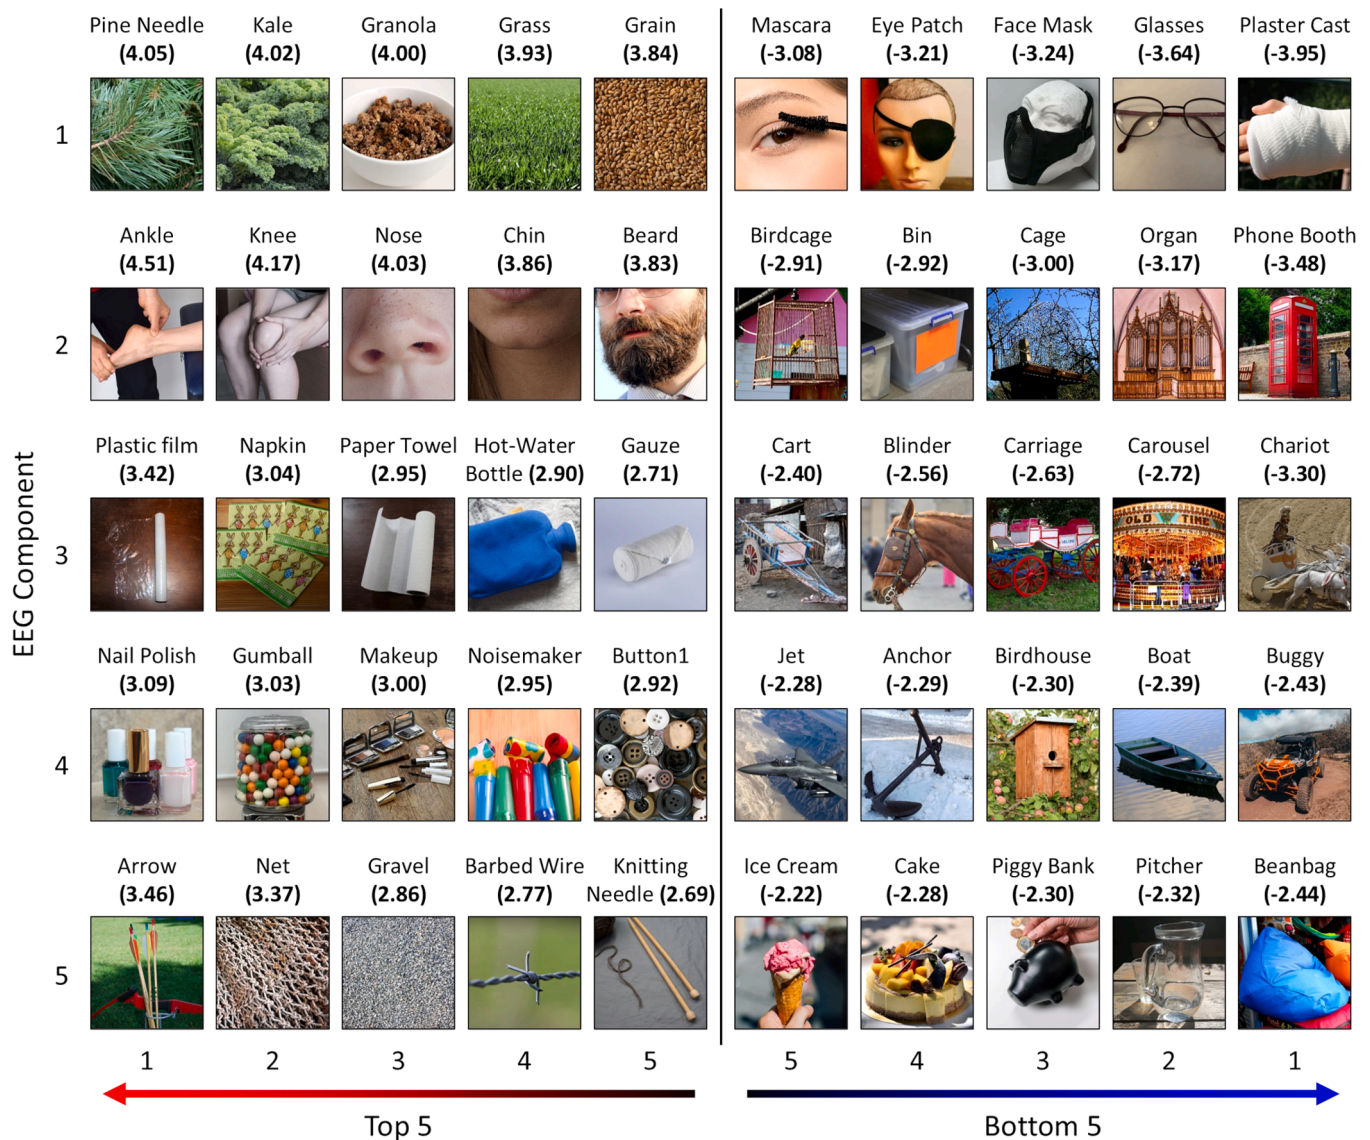 Pine Needle Kale Granola Grass Grain Mascara Eye Patch Face Mask Glasses Plaster Cast
(4.05) (4.02) (4.00) (3.93) (3.84) (-3.08) (-3.21) (-3.24) (-3.64) (-3.95)
1
Ankle Knee Nose Chin Beard Birdcage Bin Cage Organ Phone Booth
(4.51) (4.17) (4.03) (3.86) (3.83) (-2.91) (-2.92) (-3.00) (-3.17) (-3.48)
2
EEG Component
Plastic film Napkin Paper Towel Hot-Water Gauze Cart Blinder Carriage Carousel Chariot
(3.42) (3.04) (2.95) Bottle (2.90) (2.71) (-2.40) (-2.56) (-2.63) (-2.72) (-3.30)
OLD TIME
3
Nail Polish Gumball Makeup Noisemaker Button1 Jet Anchor Birdhouse Boat Buggy
(3.09) (3.03) (3.00) (2.95) (2.92) (-2.28) (-2.29) (-2.30) (-2.39) (-2.43)
4
Arrow Net Gravel Barbed Wire Knitting Ice Cream Cake Piggy Bank Pitcher Beanbag
(3.46) (3.37) (2.86) (2.77) Needle (2.69) (-2.22) (-2.28) (-2.30) (-2.32) (-2.44)
5
1 2 3 4 5 5 4 3 2 1
Top 5 Bottom 5